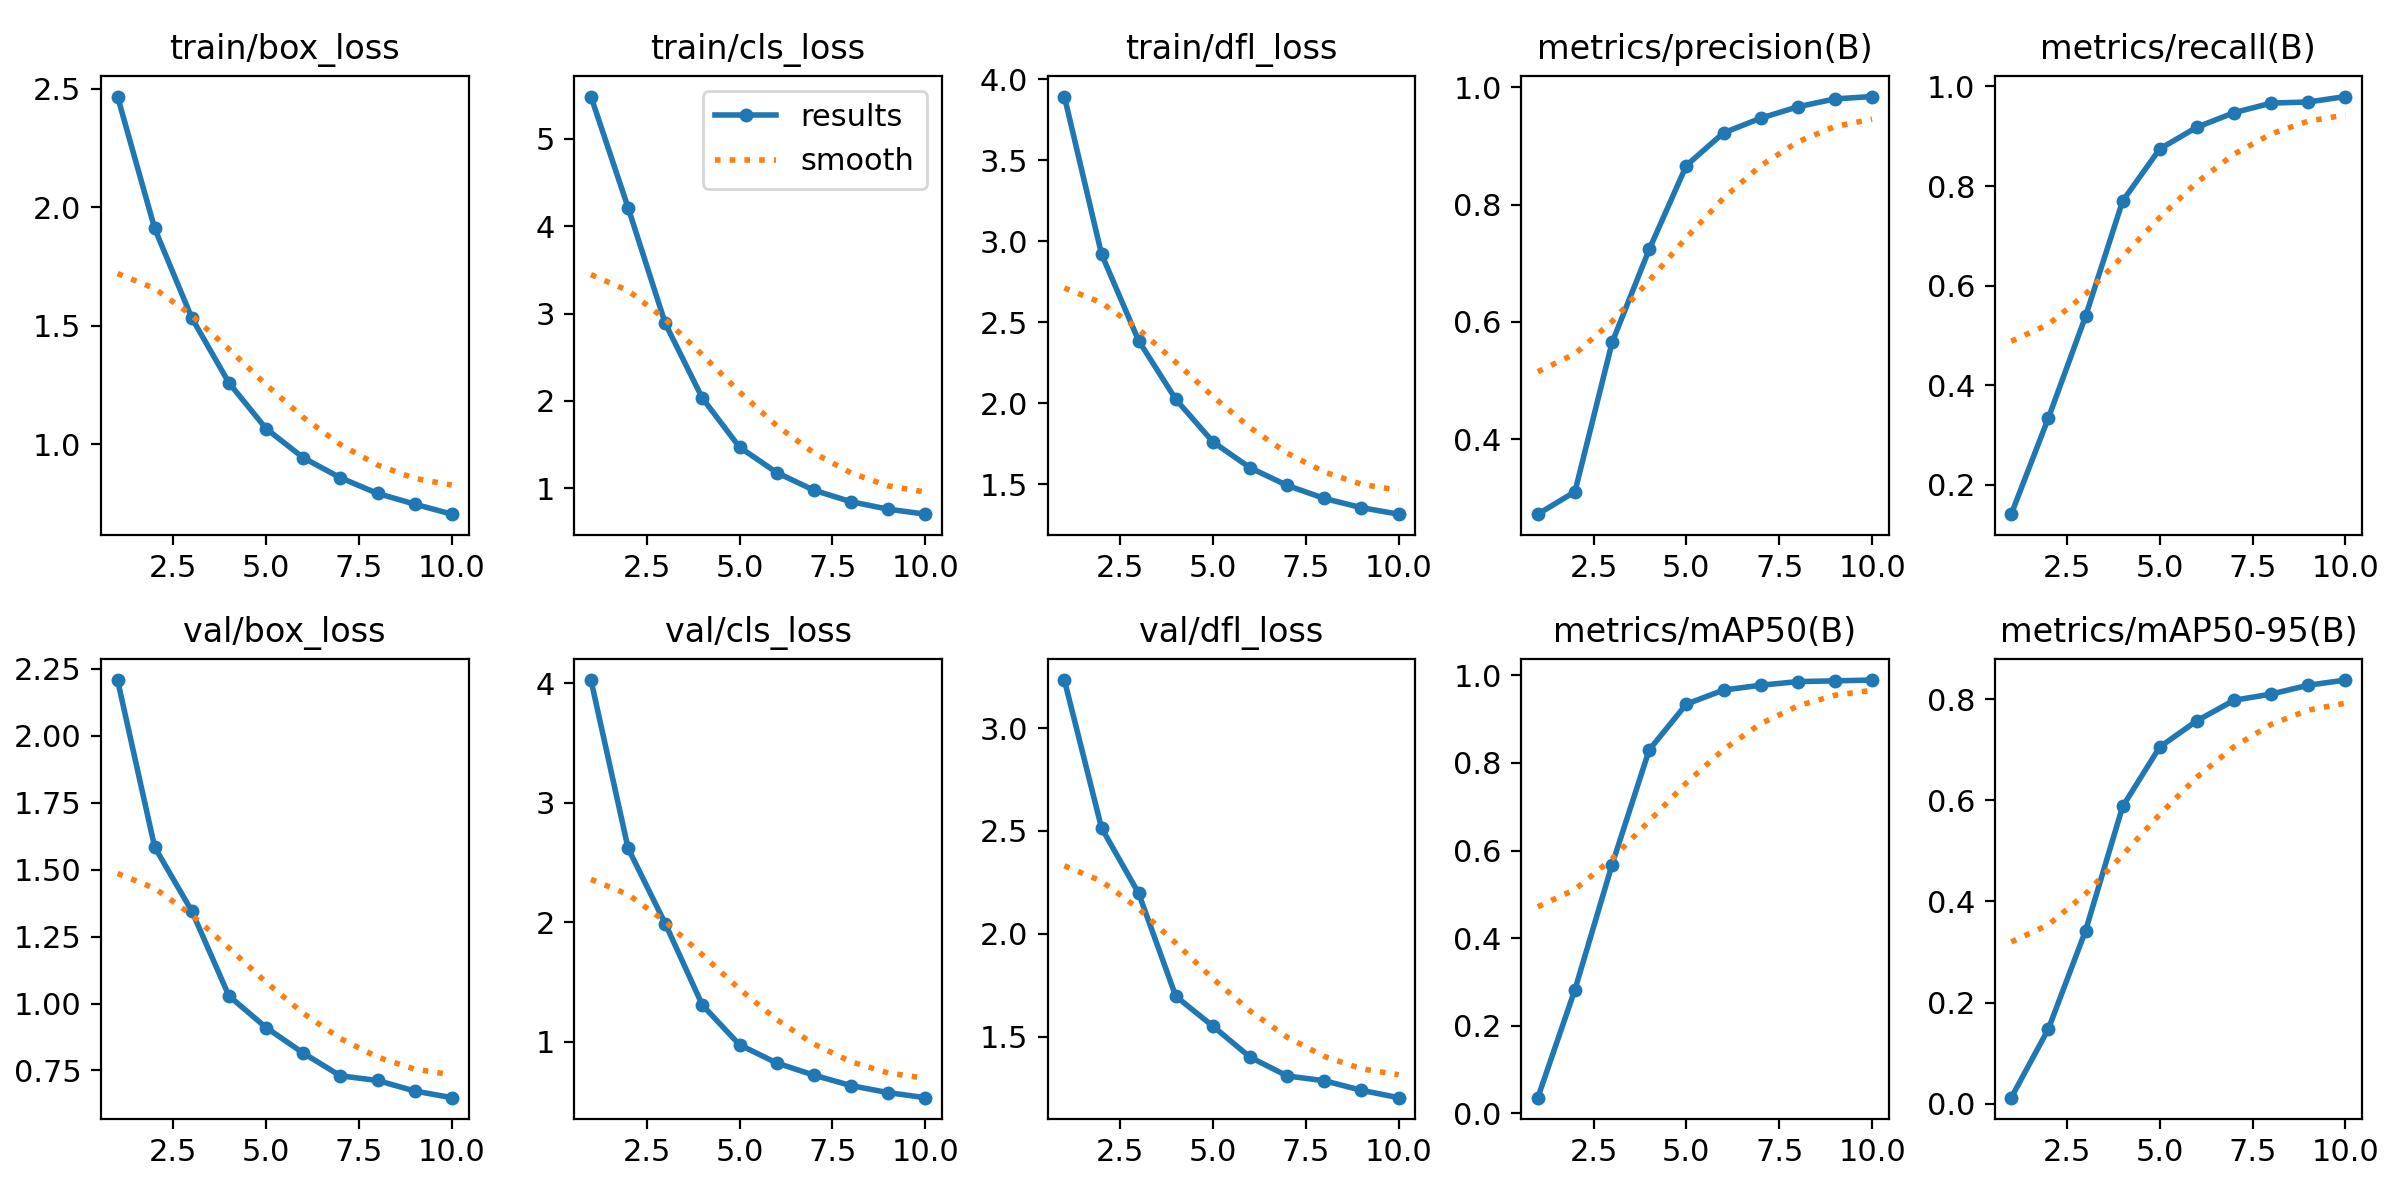 train/box_loss
2.5
2.0
1.5
1.0
2.5 5.0 7.5 10.0
train/cls_loss
results
smooth
5
4
3
2
1
2.5 5.0 7.5 10.0
train/dfl_loss
4.0
3.5
3.0
2.5
2.0
1.5
2.5 5.0 7.5 10.0
metrics/precision(B)
1.0
0.8
0.6
0.4
2.5 5.0 7.5 10.0
metrics/recall(B)
1.0
0.8
0.6
0.4
0.2
2.5 5.0 7.5 10.0
val/box_loss
2.25
2.00
1.75
1.50
1.25
1.00
0.75
2.5 5.0 7.5 10.0
val/cls_loss
4
3
2
1
2.5 5.0 7.5 10.0
val/dfl_loss
3.0
2.5
2.0
1.5
2.5 5.0 7.5 10.0
metrics/mAP50(B)
1.0
0.8
0.6
0.4
0.2
0.0
2.5 5.0 7.5 10.0
metrics/mAP50-95(B)
0.8
0.6
0.4
0.2
0.0
2.5 5.0 7.5 10.0